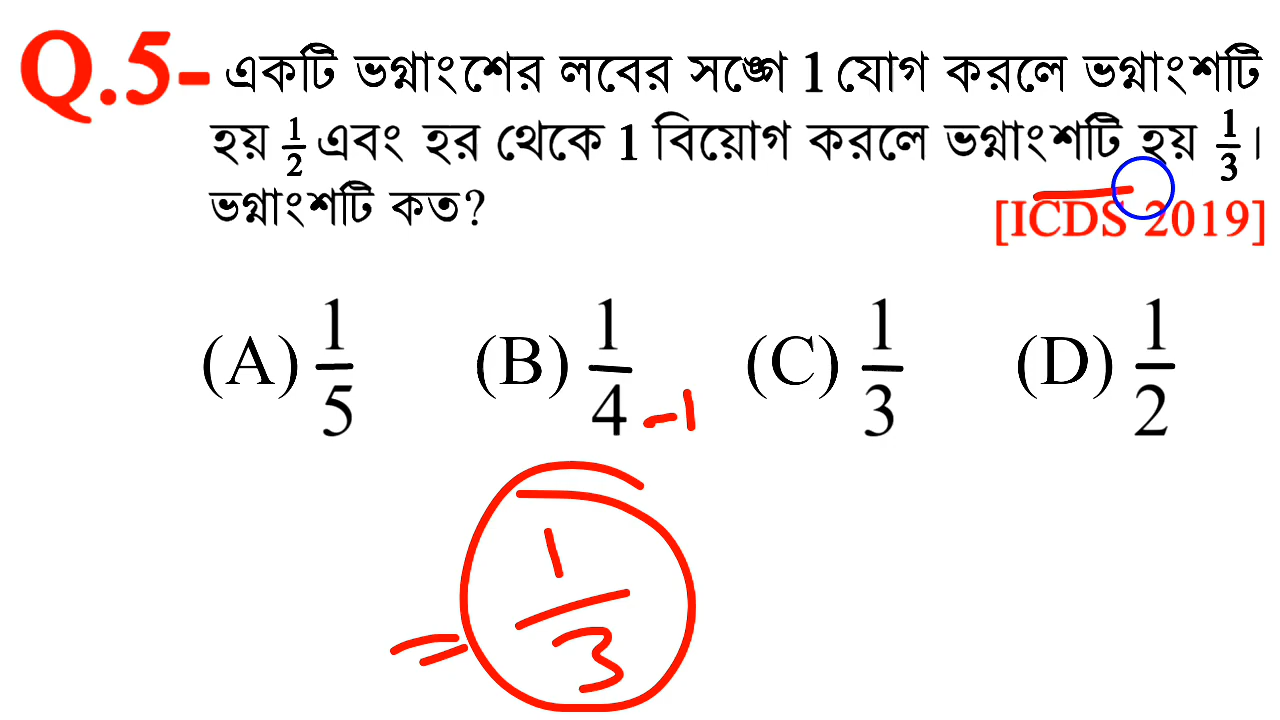 Q.5- একটি ভগ্নাংশের লবের সঙ্গে 1 যোগ করলে ভগ্নাংশটি
হয় 1/2 এবং হর থেকে 1 বিয়োগ করলে ভগ্নাংশটি হয় 1/3।
ভগ্নাংশটি কত?
[ICDS 2019]
(A) 1/5 (B) 1/4 (C) 1/3 (D) 1/2
-1
= 1/3